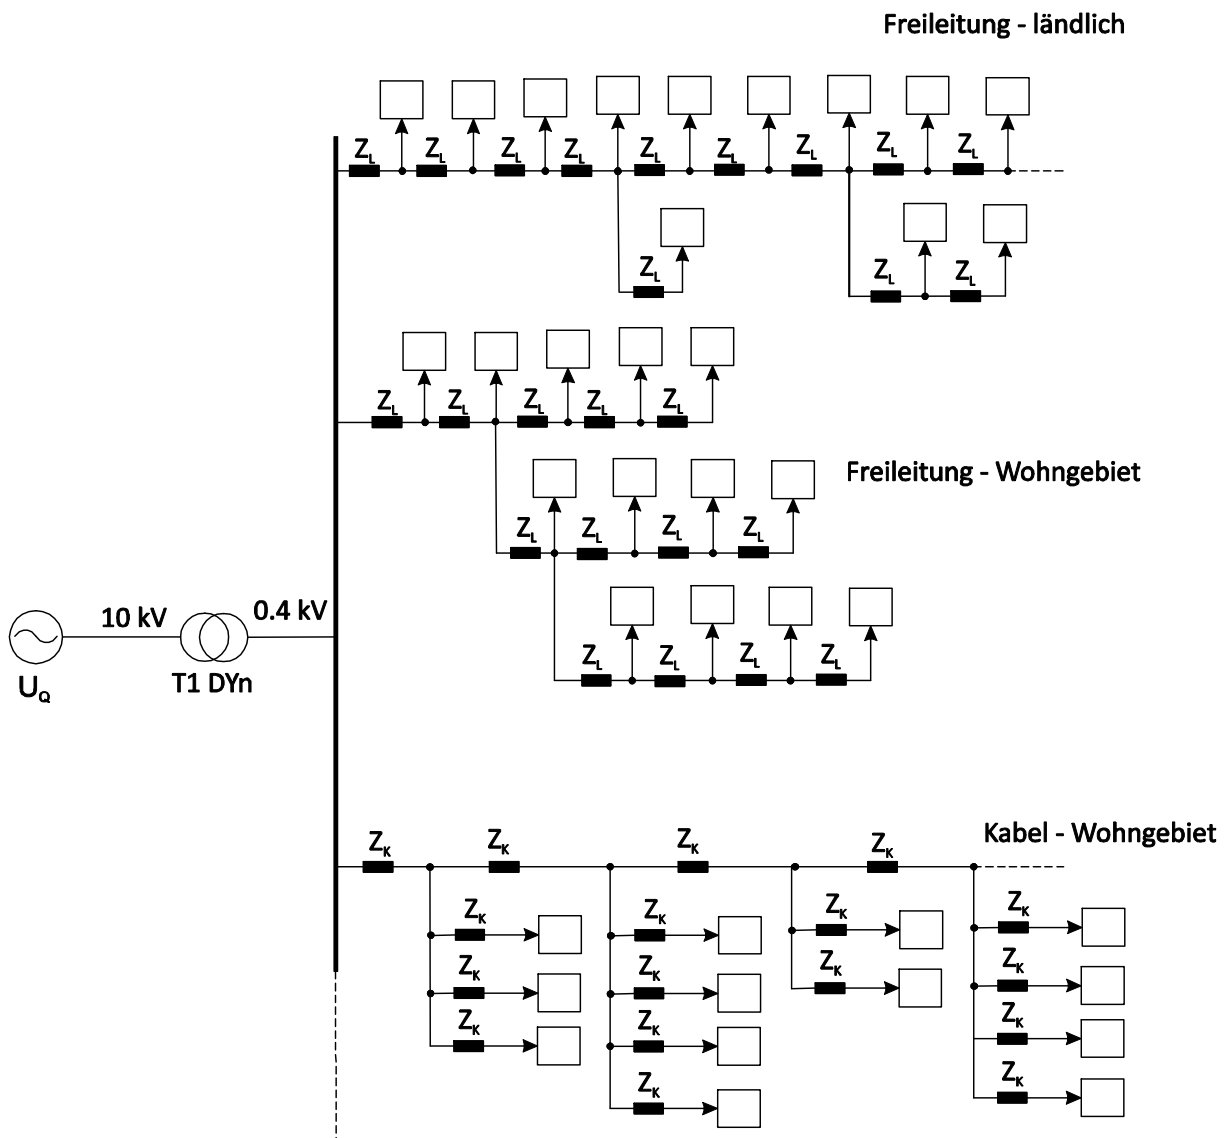 Freileitung - ländlich
Z_L Z_L Z_L Z_L Z_L Z_L Z_L Z_L Z_L
Z_L Z_L Z_L
Z_L Z_L Z_L Z_L Z_L
Freileitung - Wohngebiet
Z_L Z_L Z_L Z_L
Z_L Z_L Z_L Z_L
10 kV 0.4 kV
U_Q T1 DYn
Kabel - Wohngebiet
Z_K Z_K Z_K Z_K
Z_K Z_K Z_K Z_K
Z_K Z_K Z_K Z_K
Z_K Z_K Z_K
Z_K Z_K